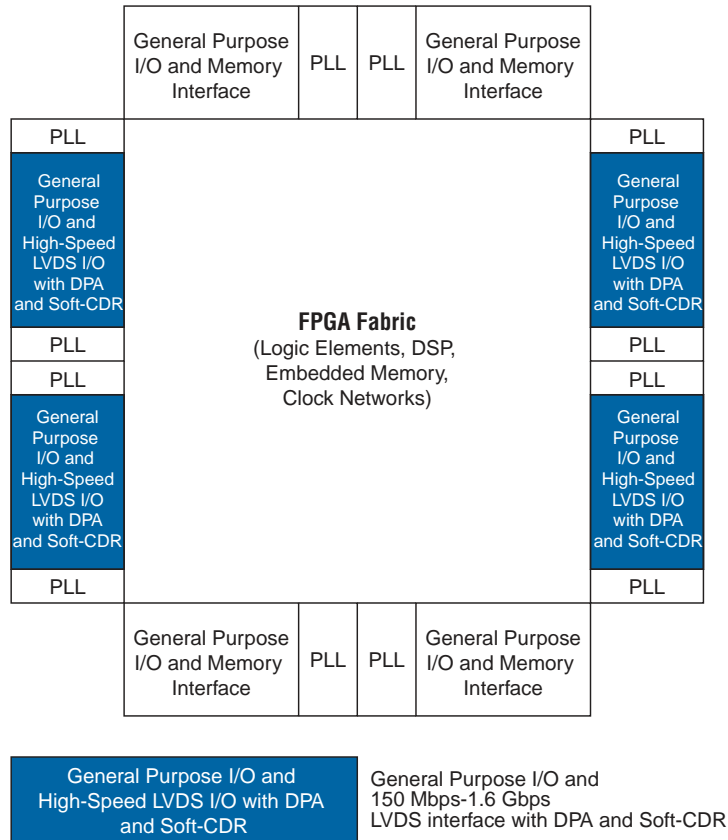 General Purpose
I/O and Memory
Interface
PLL
PLL
General Purpose
I/O and Memory
Interface
PLL
General
Purpose
I/O and
High-Speed
LVDS I/O
with DPA
and Soft-CDR
PLL
PLL
General
Purpose
I/O and
High-Speed
LVDS I/O
with DPA
and Soft-CDR
PLL
FPGA Fabric
(Logic Elements, DSP,
Embedded Memory,
Clock Networks)
PLL
General
Purpose
I/O and
High-Speed
LVDS I/O
with DPA
and Soft-CDR
PLL
PLL
General
Purpose
I/O and
High-Speed
LVDS I/O
with DPA
and Soft-CDR
PLL
General Purpose
I/O and Memory
Interface
PLL
PLL
General Purpose
I/O and Memory
Interface
General Purpose I/O and
High-Speed LVDS I/O with DPA
and Soft-CDR
General Purpose I/O and
150 Mbps-1.6 Gbps
LVDS interface with DPA and Soft-CDR